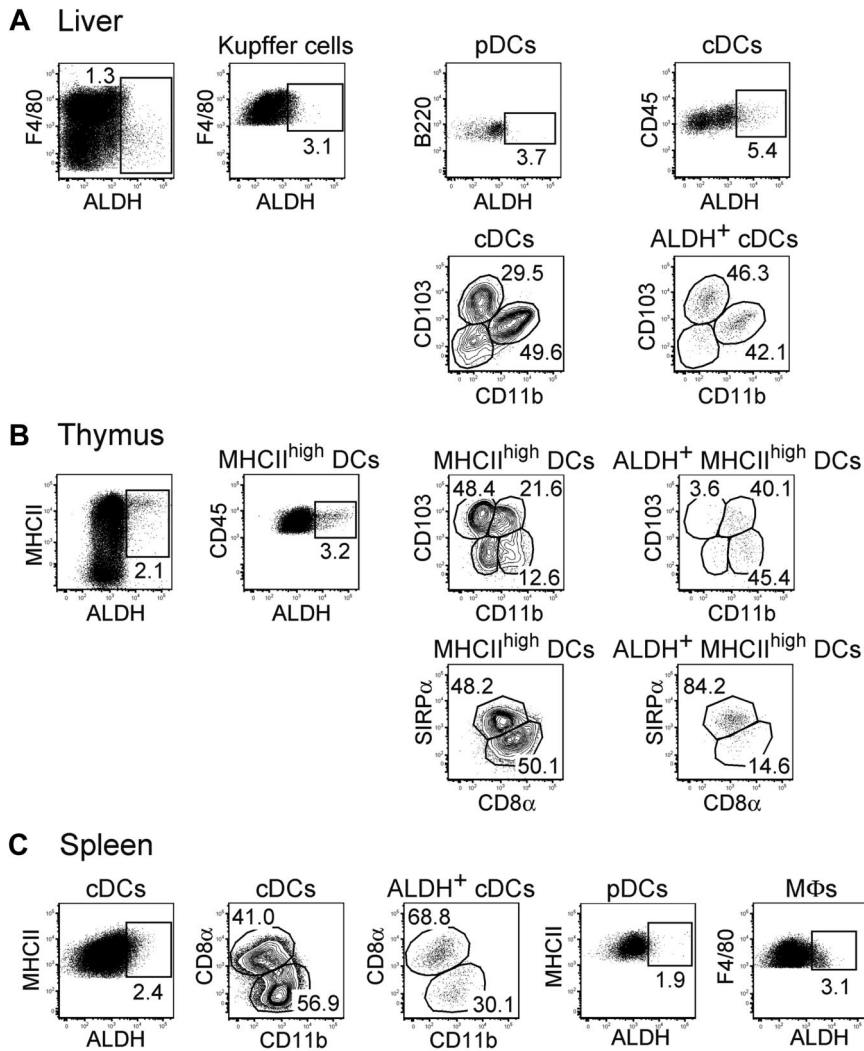 A Liver
Kupffer cells
pDCs
cDCs
1.3
F4/80
ALDH
F4/80
3.1
ALDH
B220
3.7
ALDH
CD45
5.4
ALDH
cDCs
ALDH+ cDCs
29.5
CD103
49.6
CD11b
46.3
CD103
42.1
CD11b
B Thymus
MHCII
2.1
ALDH
MHCIIhigh DCs
CD45
3.2
ALDH
MHCIIhigh DCs
48.4
21.6
CD103
12.6
CD11b
ALDH+ MHCIIhigh DCs
3.6
40.1
CD103
45.4
CD11b
MHCIIhigh DCs
48.2
SIRPα
50.1
CD8α
ALDH+ MHCIIhigh DCs
84.2
SIRPα
14.6
CD8α
C Spleen
cDCs
MHCII
2.4
ALDH
cDCs
41.0
CD8α
56.9
CD11b
ALDH+ cDCs
68.8
CD8α
30.1
CD11b
pDCs
MHCII
1.9
ALDH
MΦs
F4/80
3.1
ALDH